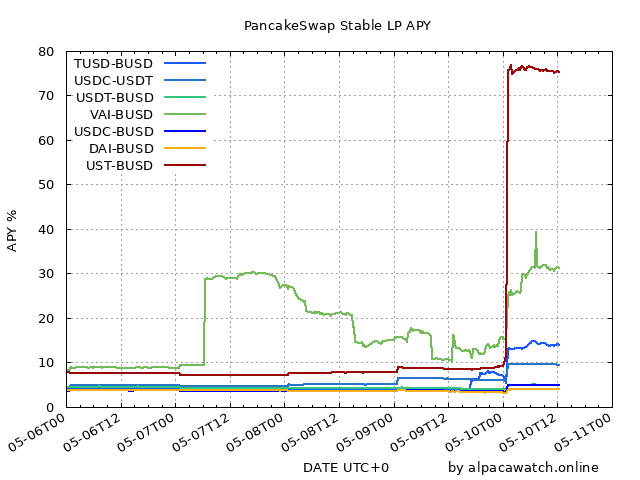 PancakeSwap Stable LP APY
80
70
60
50
40
30
20
10
0
APY %
TUSD-BUSD
USDC-USDT
USDT-BUSD
VAI-BUSD
USDC-BUSD
DAI-BUSD
UST-BUSD
05-06T00
05-06T12
05-07T00
05-07T12
05-08T00
05-08T12
05-09T00
05-09T12
05-10T00
05-10T12
05-11T00
DATE UTC+0
by alpacawatch.online